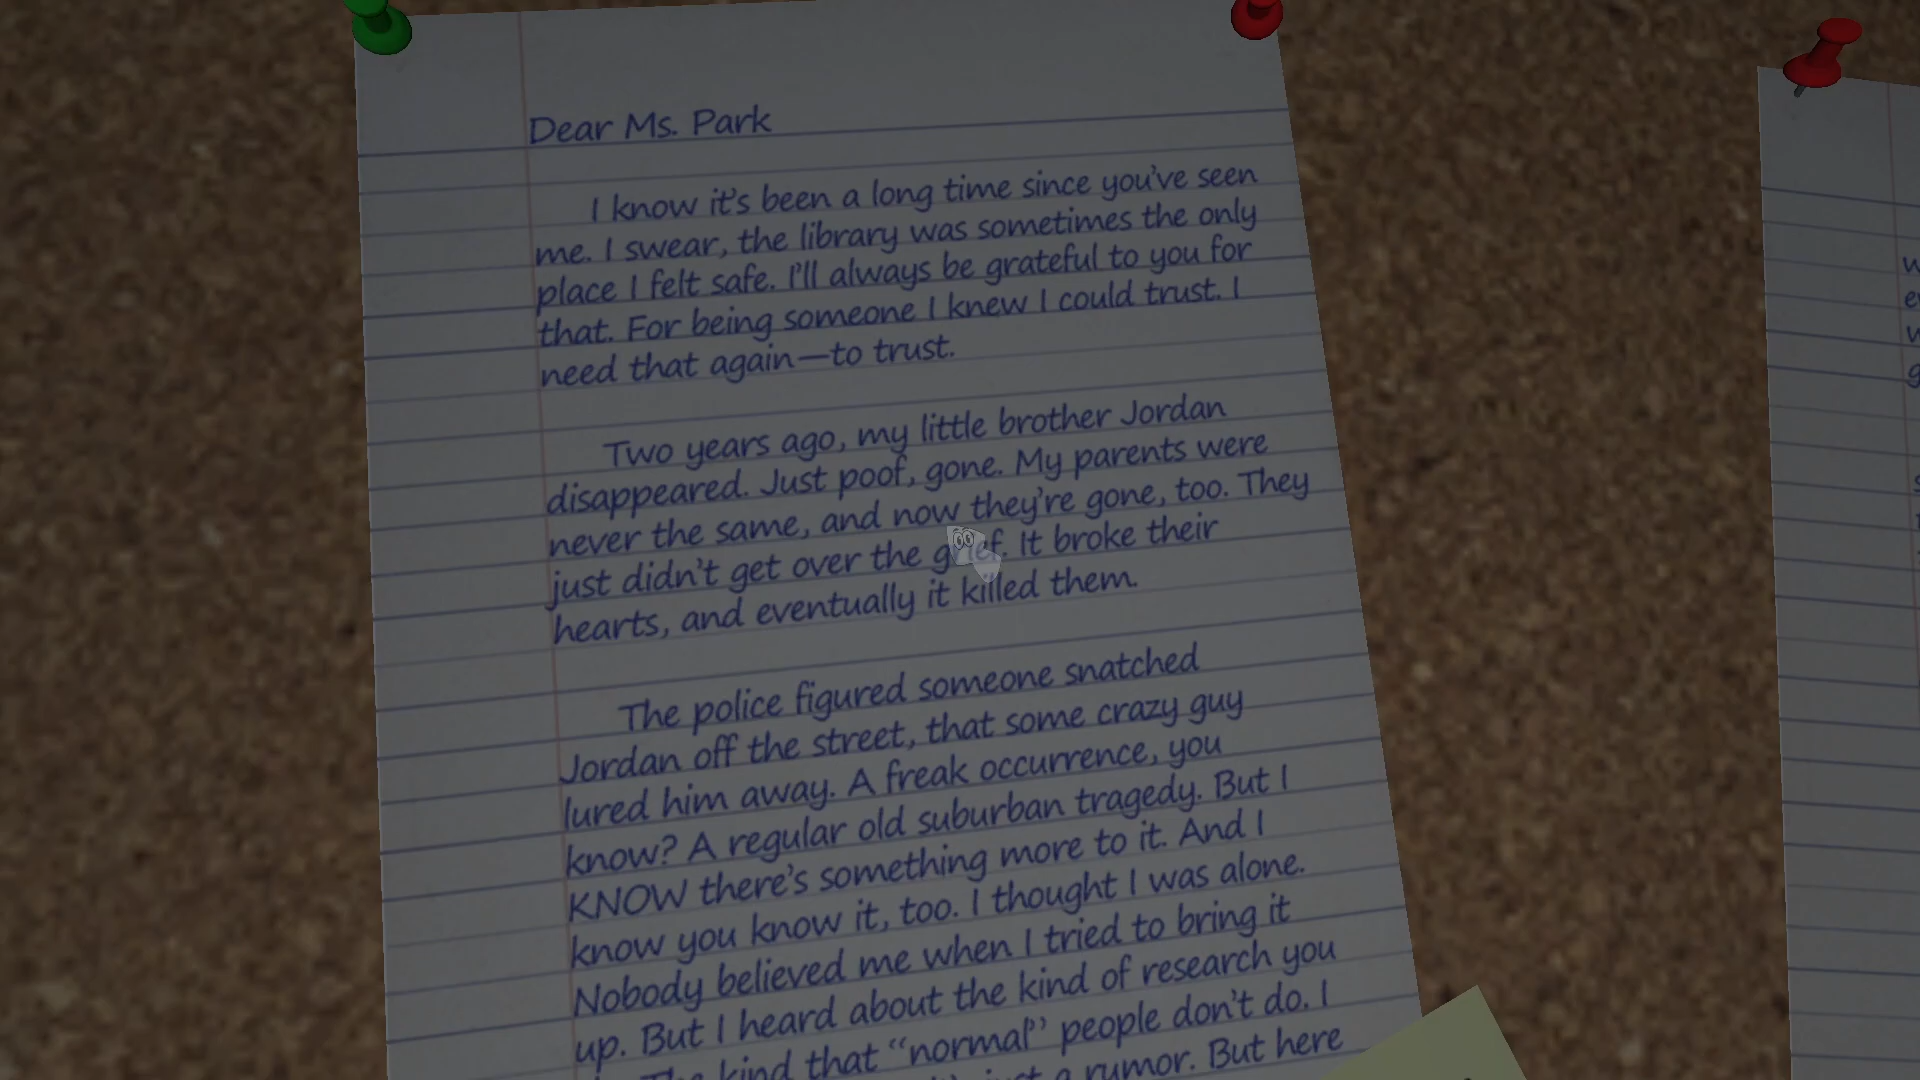 Dear Ms. Park
I know it's been a long time since you've seen
me. I swear, the library was sometimes the only
place I felt safe. I'll always be grateful to you for
that. For being someone I knew I could trust. I
need that again—to trust.
Two years ago, my little brother Jordan
disappeared. Just poof, gone. My parents were
never the same, and now they're gone, too. They
just didn't get over the grief. It broke their
hearts, and eventually it killed them.
The police figured someone snatched
Jordan off the street, that some crazy guy
lured him away. A freak occurrence, you
know? A regular old suburban tragedy. But I
KNOW there's something more to it. And I
know you know it, too. I thought I was alone.
Nobody believed me when I tried to bring it
up. But I heard about the kind of research you
kind that “normal” people don't do. I
just a rumor. But here